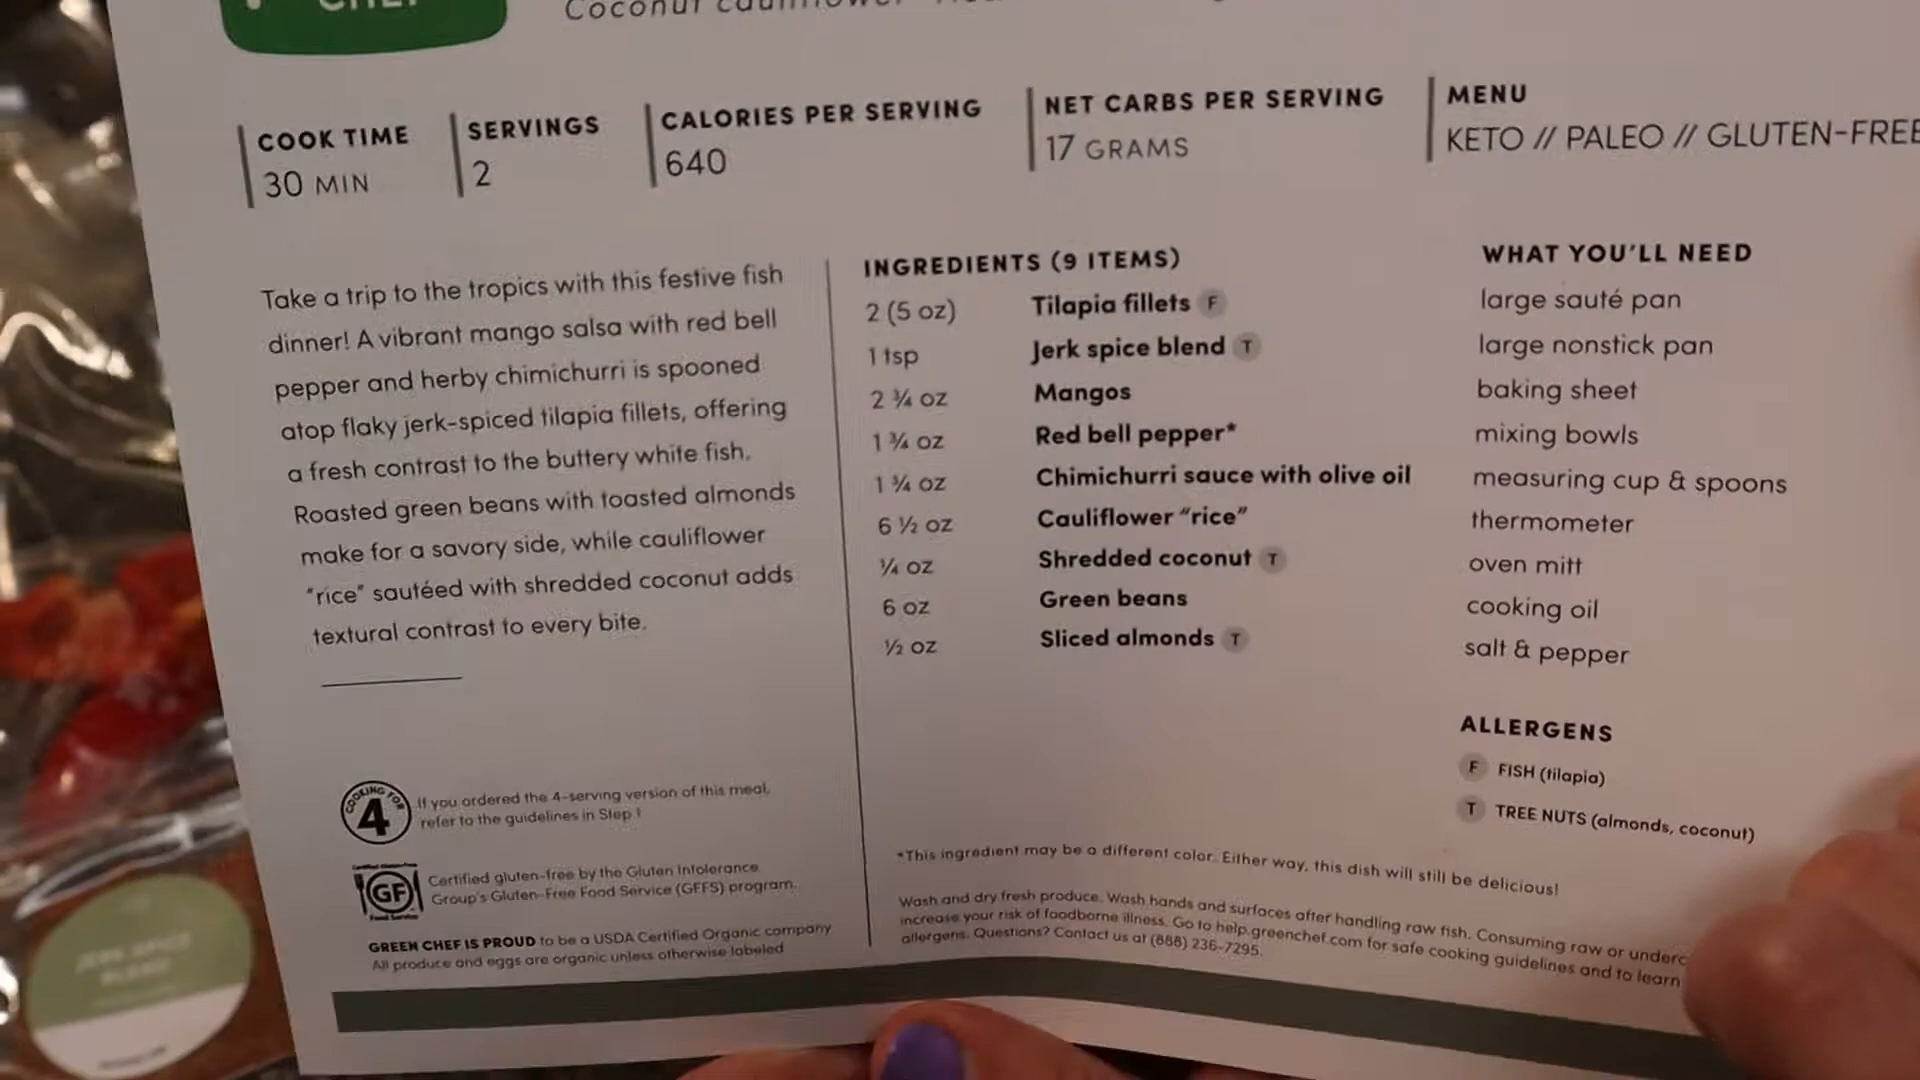 CHEF
Coconut cauliflower
COOK TIME
30 MIN
SERVINGS
2
CALORIES PER SERVING
640
NET CARBS PER SERVING
17 GRAMS
MENU
KETO // PALEO // GLUTEN-FREE
Take a trip to the tropics with this festive fish
dinner! A vibrant mango salsa with red bell
pepper and herby chimichurri is spooned
atop flaky jerk-spiced tilapia fillets, offering
a fresh contrast to the buttery white fish.
Roasted green beans with toasted almonds
make for a savory side, while cauliflower
"rice" sautéed with shredded coconut adds
textural contrast to every bite.
COOKING FOR
4
If you ordered the 4-serving version of this meal,
refer to the guidelines in Step 1
GF
Food Service
Certified gluten-free by the Gluten Intolerance
Group's Gluten-Free Food Service (GFFS) program.
GREEN CHEF IS PROUD to be a USDA Certified Organic company
All produce and eggs are organic unless otherwise labeled
INGREDIENTS (9 ITEMS)
2 (5 oz) Tilapia fillets F
1 tsp Jerk spice blend T
2 ¾ oz Mangos
1 ¾ oz Red bell pepper*
1 ¾ oz Chimichurri sauce with olive oil
6 ½ oz Cauliflower "rice"
¼ oz Shredded coconut T
6 oz Green beans
½ oz Sliced almonds T
WHAT YOU'LL NEED
large sauté pan
large nonstick pan
baking sheet
mixing bowls
measuring cup & spoons
thermometer
oven mitt
cooking oil
salt & pepper
ALLERGENS
F FISH (tilapia)
T TREE NUTS (almonds, coconut)
*This ingredient may be a different color. Either way, this dish will still be delicious!
Wash and dry fresh produce. Wash hands and surfaces after handling raw fish. Consuming raw or underc
increase your risk of foodborne illness. Go to help.greenchef.com for safe cooking guidelines and to learn
allergens. Questions? Contact us at (888) 236-7295.
JERK SPICE
BLEND